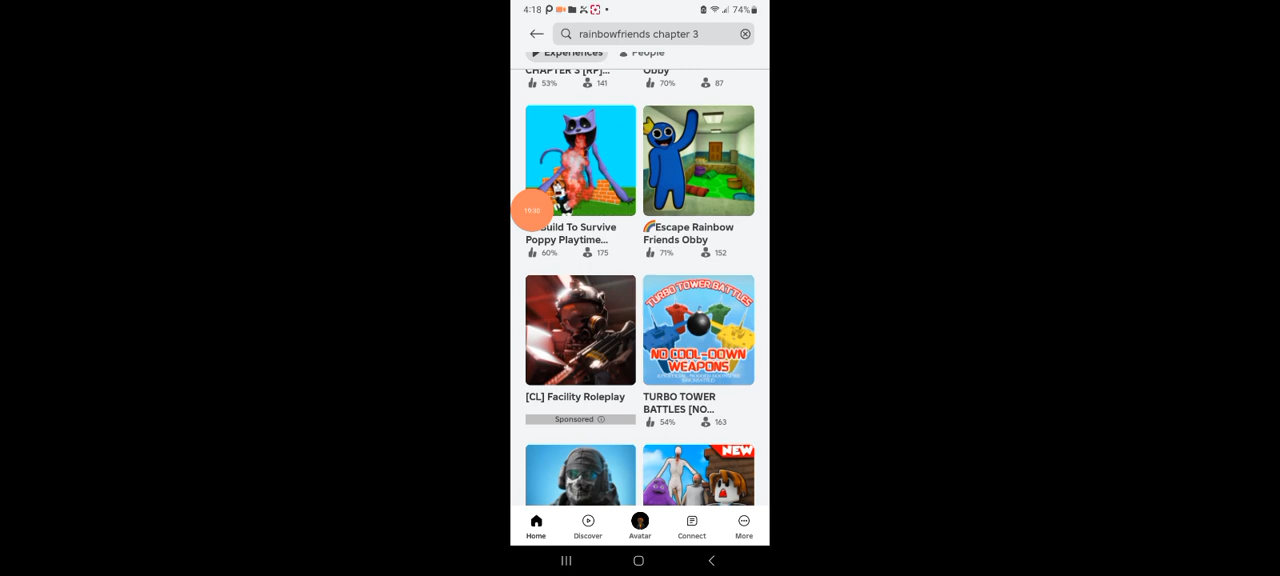 4:18
74%
rainbowfriends chapter 3
Experiences
People
CHAPTER 3 [RP]...
Obby
53% 141
70% 87
19:30
Build To Survive
Poppy Playtime...
60% 175
Escape Rainbow
Friends Obby
71% 152
TURBO TOWER BATTLES
NO COOL-DOWN
WEAPONS
[CL] Facility Roleplay
Sponsored
TURBO TOWER
BATTLES [NO...
54% 163
NEW
Home
Discover
Avatar
Connect
More